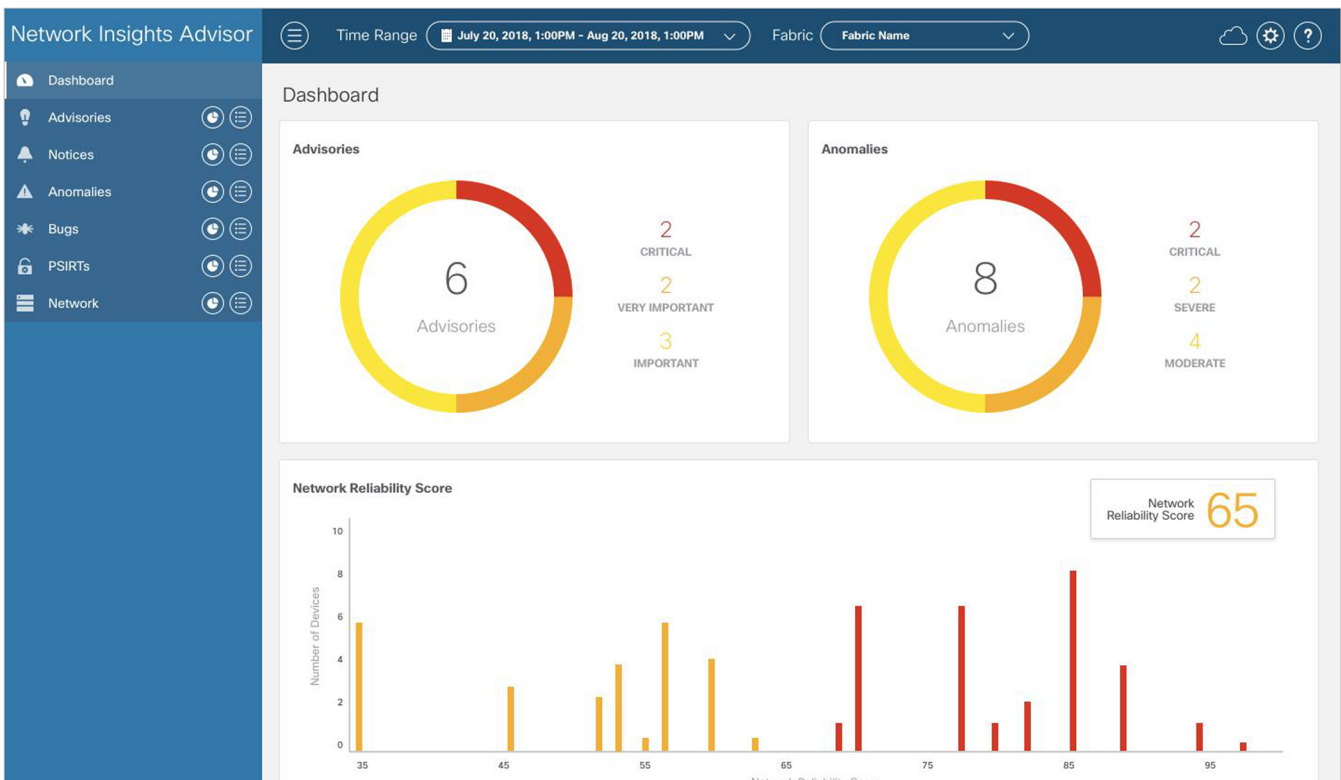 Network Insights Advisor
Time Range
July 20, 2018, 1:00PM - Aug 20, 2018, 1:00PM
Fabric
Fabric Name
?
Dashboard
Advisories
Notices
Anomalies
Bugs
PSIRTs
Network
Dashboard
Advisories
6
Advisories
2
CRITICAL
2
VERY IMPORTANT
3
IMPORTANT
Anomalies
8
Anomalies
2
CRITICAL
2
SEVERE
4
MODERATE
Network Reliability Score
Network
Reliability Score
65
Number of Devices
10
8
6
4
2
0
35 45 55 65 75 85 95
Network Reliability Score